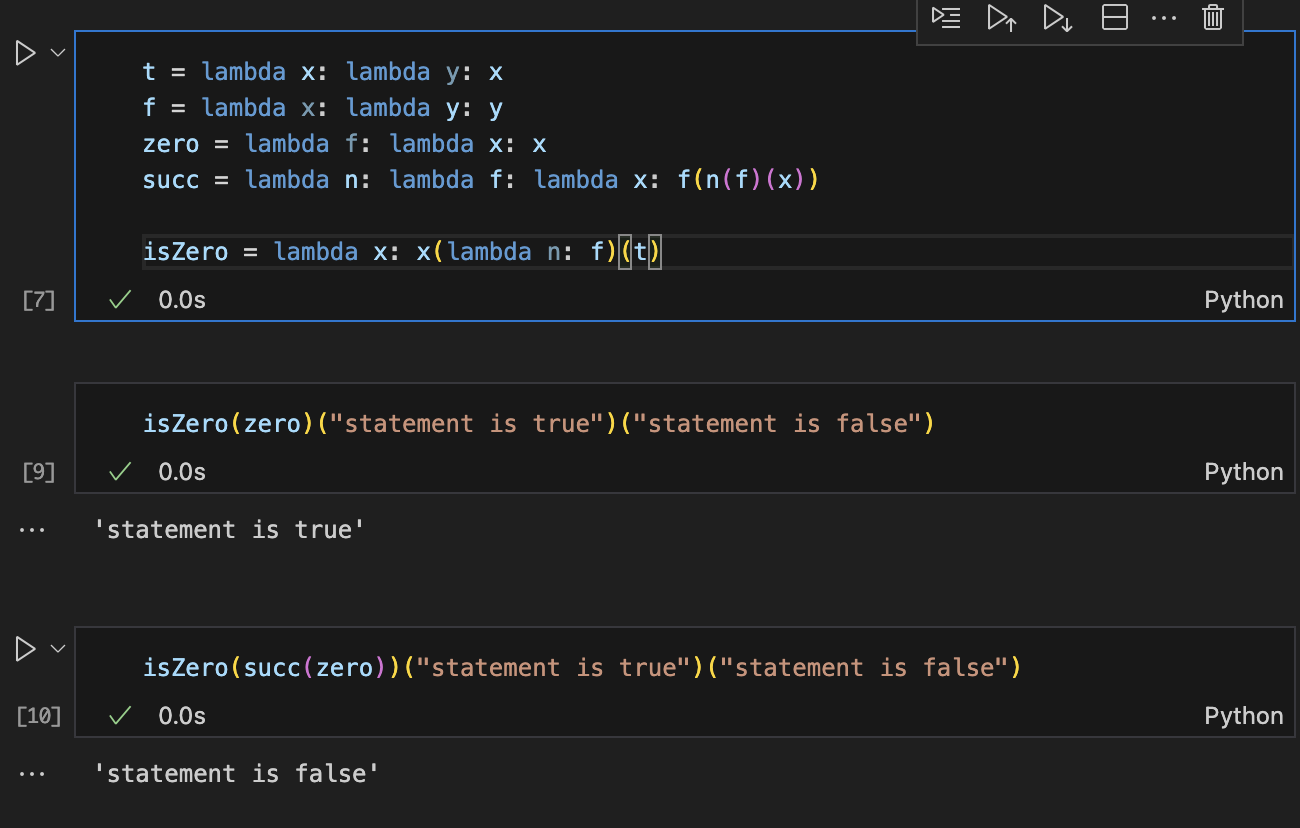 t = lambda x: lambda y: x
f = lambda x: lambda y: y
zero = lambda f: lambda x: x
succ = lambda n: lambda f: lambda x: f(n(f)(x))
isZero = lambda x: x(lambda n: f)(t)
[7] 0.0s Python
isZero(zero)("statement is true")("statement is false")
[9] 0.0s Python
... 'statement is true'
isZero(succ(zero))("statement is true")("statement is false")
[10] 0.0s Python
... 'statement is false'